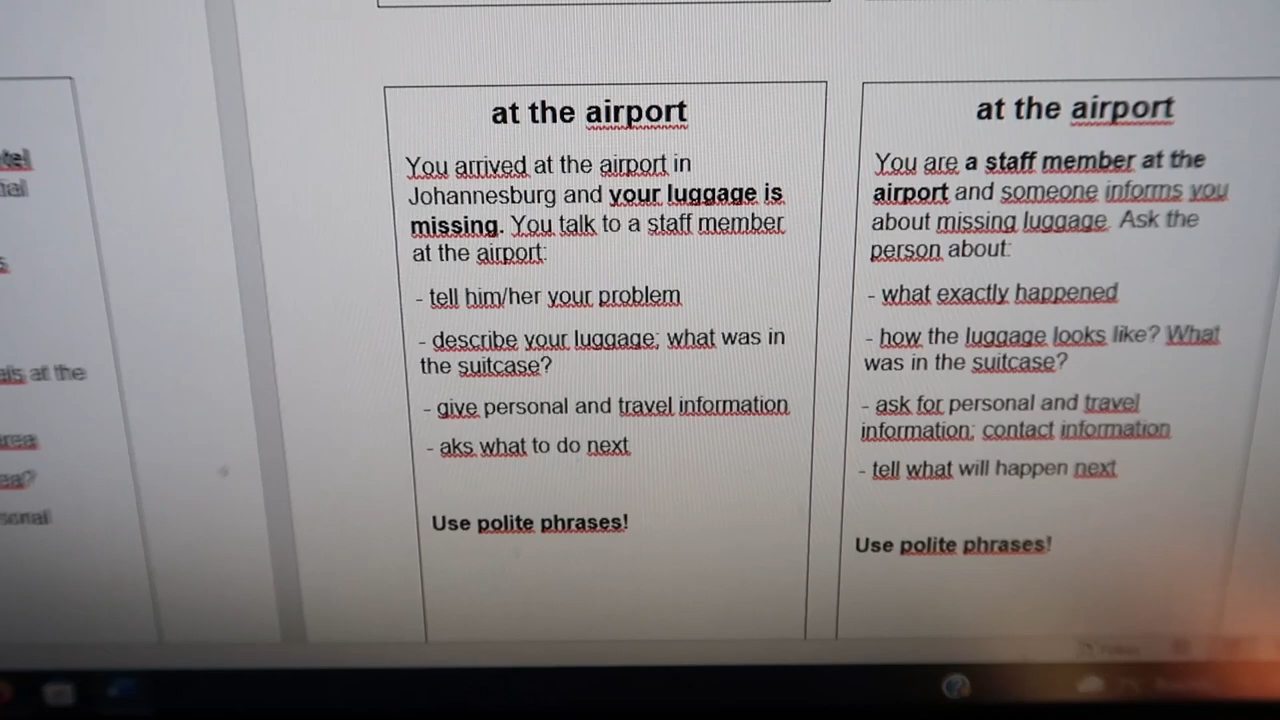 at the
at the airport
You arrived at the airport in
Johannesburg and your luggage is
missing. You talk to a staff member
at the airport:
- tell him/her your problem
- describe your luggage; what was in
the suitcase?
- give personal and travel information
- aks what to do next
Use polite phrases!
at the airport
You are a staff member at the
airport and someone informs you
about missing luggage. Ask the
person about:
- what exactly happened
- how the luggage looks like? What
was in the suitcase?
- ask for personal and travel
information; contact information
- tell what will happen next
Use polite phrases!